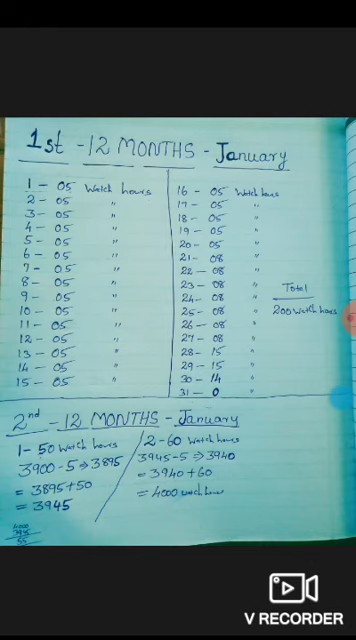 1st - 12 MONTHS - January
1 - 05 Watch hours
2 - 05 "
3 - 05 "
4 - 05 "
5 - 05 "
6 - 05 "
7 - 05 "
8 - 05 "
9 - 05 "
10 - 05 "
11 - 05 "
12 - 05 "
13 - 05 "
14 - 05 "
15 - 05 "
16 - 05 Watch hours
17 - 05 "
18 - 05 "
19 - 05 "
20 - 05 "
21 - 08 "
22 - 08 "
23 - 08 "
24 - 08 "
25 - 08 "
26 - 08 "
27 - 08 "
28 - 15 "
29 - 15 "
30 - 14 "
31 - 0 "
Total
200 watch hours
2nd - 12 MONTHS - January
1 - 50 Watch hours
3900 - 5 => 3895
= 3895 + 50
= 3945
2 - 60 Watch hours
3945 - 5 => 3940
= 3940 + 60
= 4000 watch hour
4000
3945
55
V RECORDER